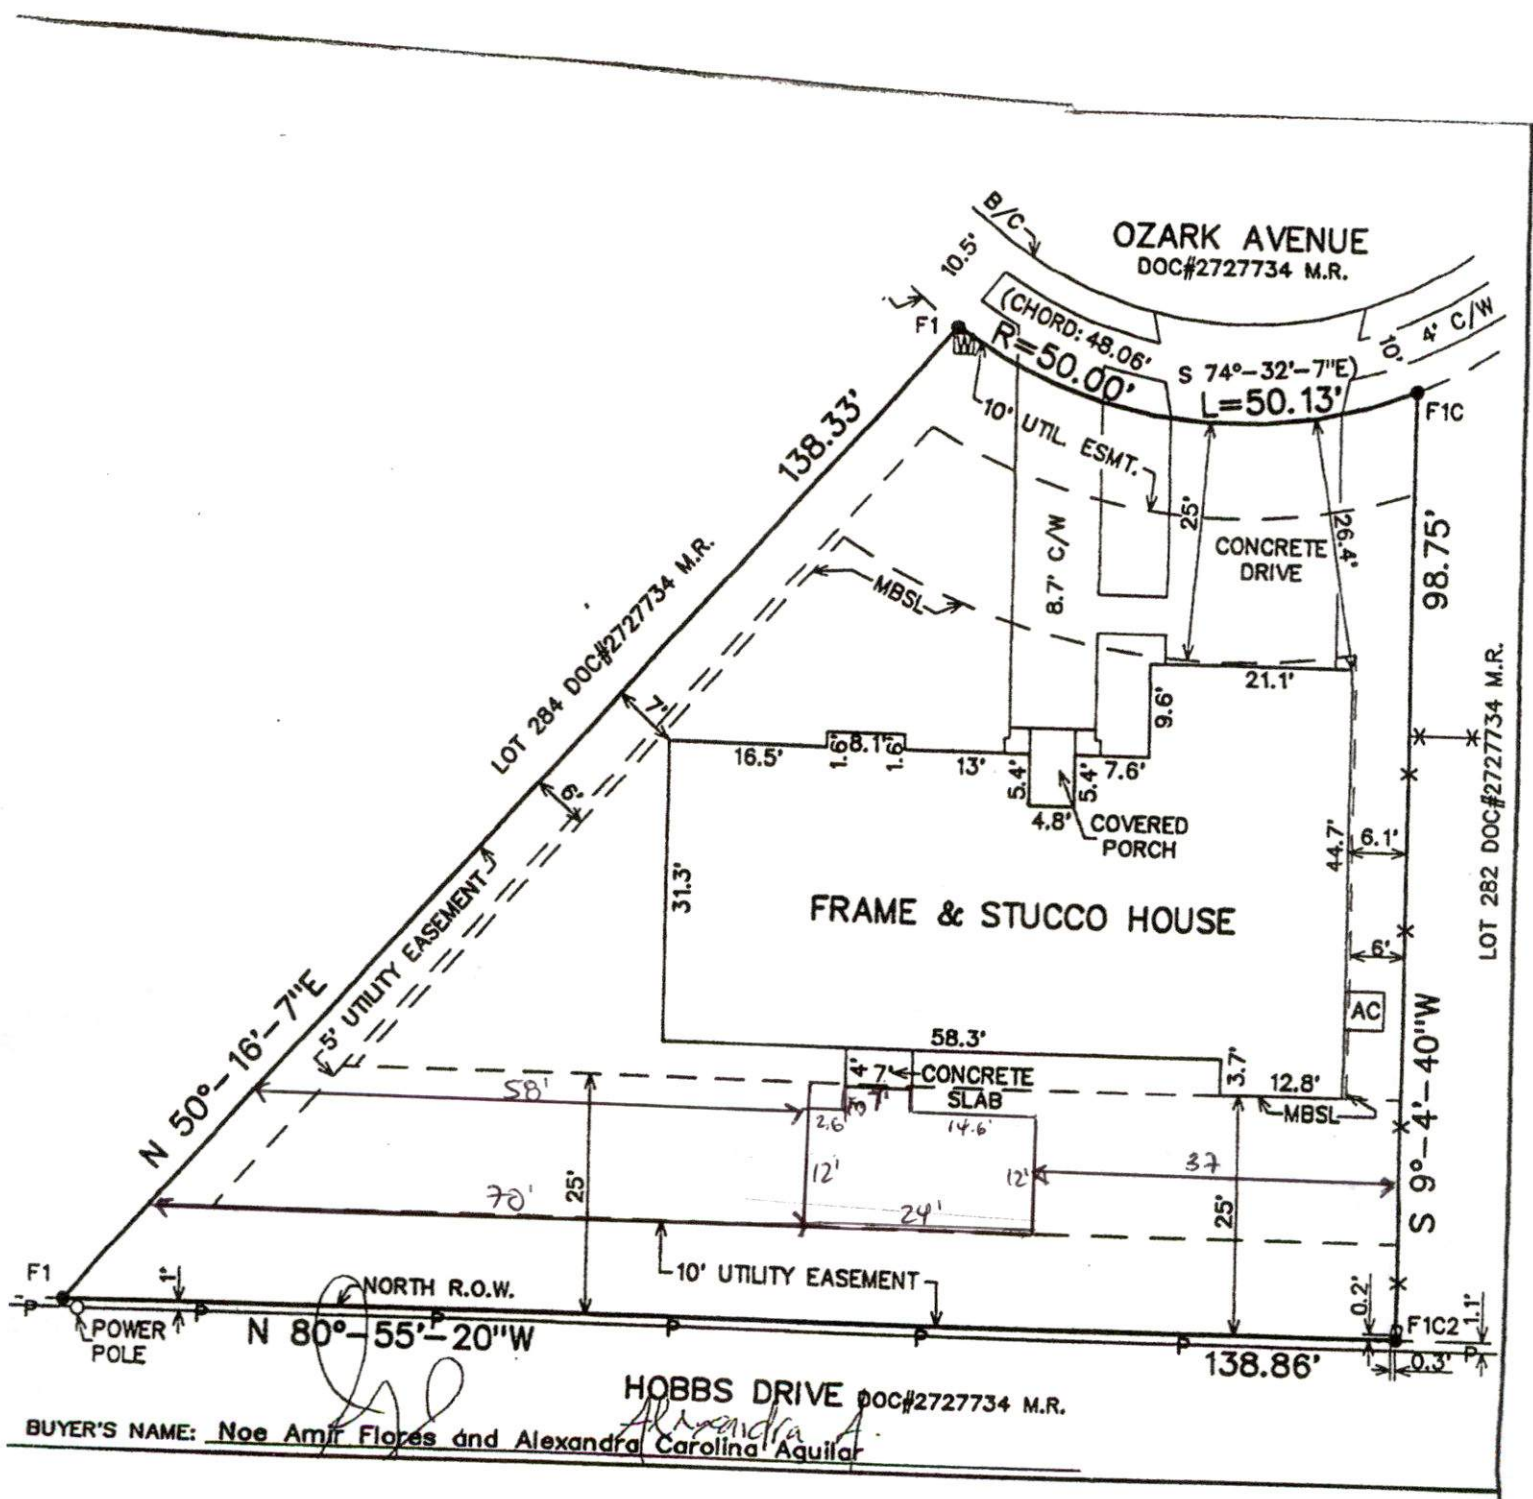 B/C
OZARK AVENUE
DOC#2727734 M.R.
10.5'
F1
W
(CHORD: 48.06'
S 74°-32'-7"E)
R=50.00'
L=50.13'
10'
4' C/W
F1C
138.33'
10' UTIL. ESMT.
25'
26.4'
CONCRETE
DRIVE
8.7' C/W
98.75'
MBSL
LOT 284 DOC#2727734 M.R.
7'
6'
21.1'
9.6'
16.5'
1.6'
8.1'
1.6'
13'
5.4'
5.4'
7.6'
4.8'
COVERED
PORCH
44.7'
6.1'
LOT 282 DOC#2727734 M.R.
31.3'
FRAME & STUCCO HOUSE
6'
5' UTILITY EASEMENT
AC
N 50°-16'-7"E
S 9°-4'-40"W
58.3'
4'
7'
CONCRETE
SLAB
3.7'
12.8'
MBSL
58'
3'
7'
2.6'
14.6'
12'
12'
37
25'
25'
70'
24'
10' UTILITY EASEMENT
F1
1'
NORTH R.O.W.
P P P P P P P
POWER
POLE
N 80°-55'-20"W
138.86'
0.2'
F1C2
1.1'
0.3'
HOBBS DRIVE DOC#2727734 M.R.
Alexandra A.
BUYER'S NAME: Noe Amir Flores and Alexandra Carolina Aguilar